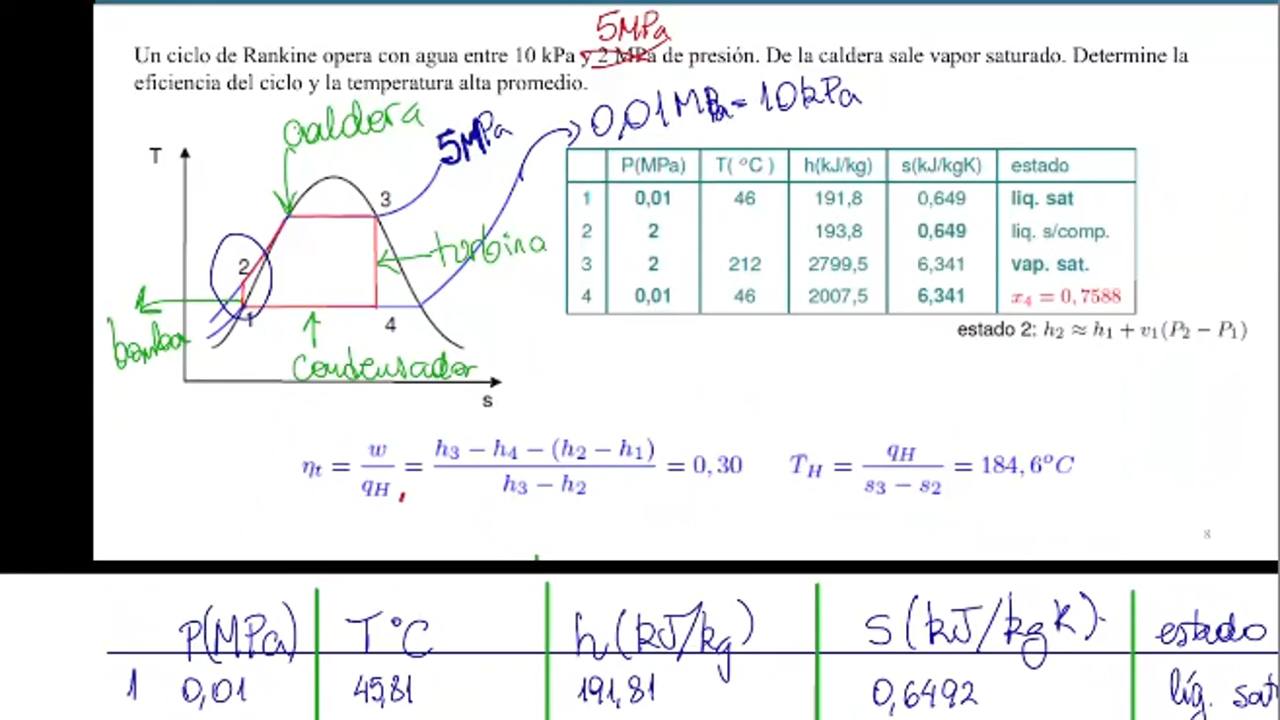 5MPa
Un ciclo de Rankine opera con agua entre 10 kPa y 2 MPa de presión. De la caldera sale vapor saturado. Determine la
eficiencia del ciclo y la temperatura alta promedio.
caldera
5MPa
0,01 MPa = 10kPa
T
3
2
turbina
1
4
bomba
condensador
s
P(MPa) T( °C ) h(kJ/kg) s(kJ/kgK) estado
1 0,01 46 191,8 0,649 liq. sat
2 2 193,8 0,649 liq. s/comp.
3 2 212 2799,5 6,341 vap. sat.
4 0,01 46 2007,5 6,341 x₄ = 0,7588
estado 2: h₂ ≈ h₁ + v₁(P₂ − P₁)
ηt = w/qH = (h₃ − h₄ − (h₂ − h₁))/(h₃ − h₂) = 0,30 TH = qH/(s₃ − s₂) = 184,6°C
8
P(MPa) T°C h(kJ/kg) s(kJ/kgK) estado
1 0,01 45,81 191,81 0,6492 líq. sat